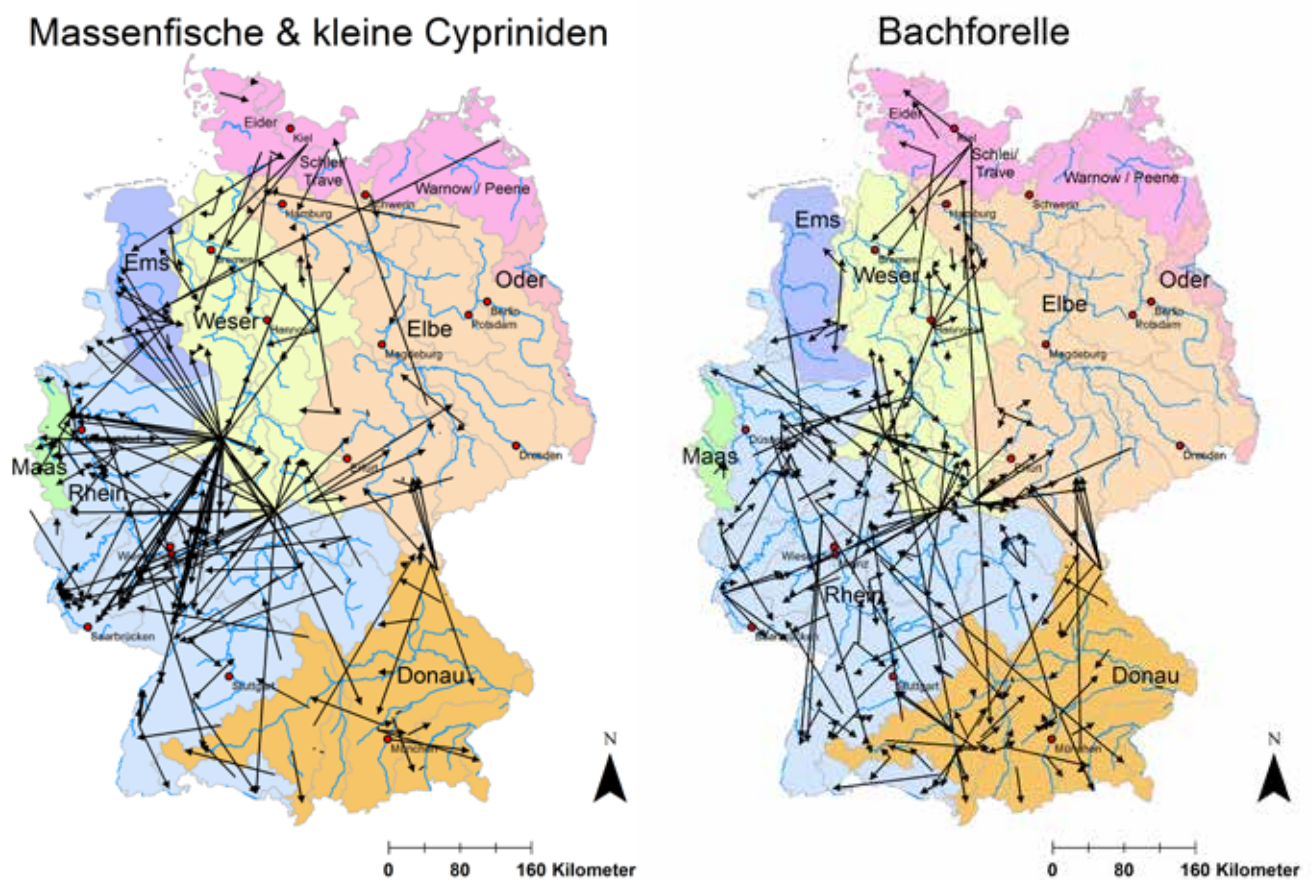 Massenfische & kleine Cypriniden
Eider
Kiel
Schlei/
Trave
Warnow / Peene
Schwerin
Hamburg
Ems
Bremen
Oder
Weser
Hannover
Elbe
Berlin
Potsdam
Magdeburg
Maas
Erfurt
Dresden
Rhein
Saarbrücken
Stuttgart
Donau
München
N
0 80 160 Kilometer
Bachforelle
Eider
Kiel
Schlei/
Trave
Warnow / Peene
Schwerin
Hamburg
Ems
Bremen
Weser
Oder
Elbe
Berlin
Potsdam
Hannover
Magdeburg
Maas
Erfurt
Dresden
Rhein
Saarbrücken
Stuttgart
Donau
München
N
0 80 160 Kilometer